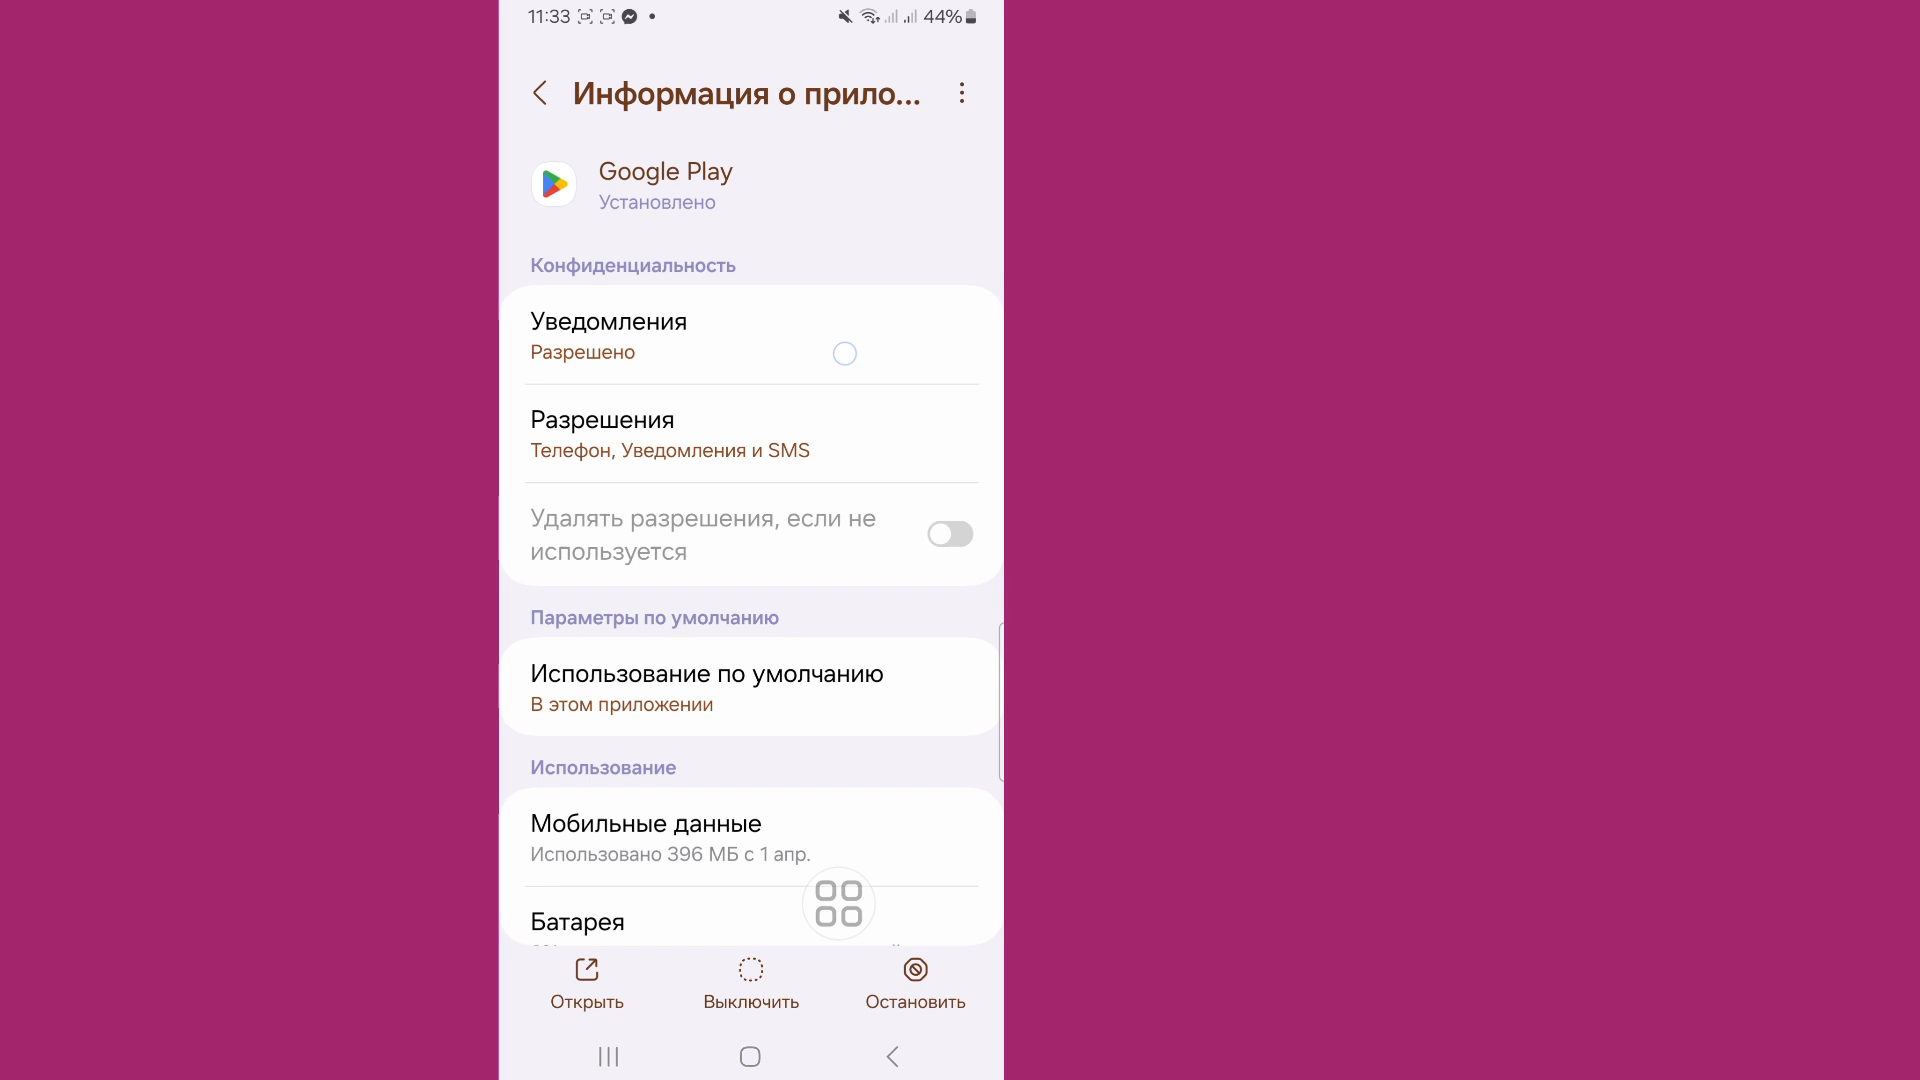 11:33
44%
Информация о прило...
Google Play
Установлено
Конфиденциальность
Уведомления
Разрешено
Разрешения
Телефон, Уведомления и SMS
Удалять разрешения, если не
используется
Параметры по умолчанию
Использование по умолчанию
В этом приложении
Использование
Мобильные данные
Использовано 396 МБ с 1 апр.
Батарея
Открыть
Выключить
Остановить